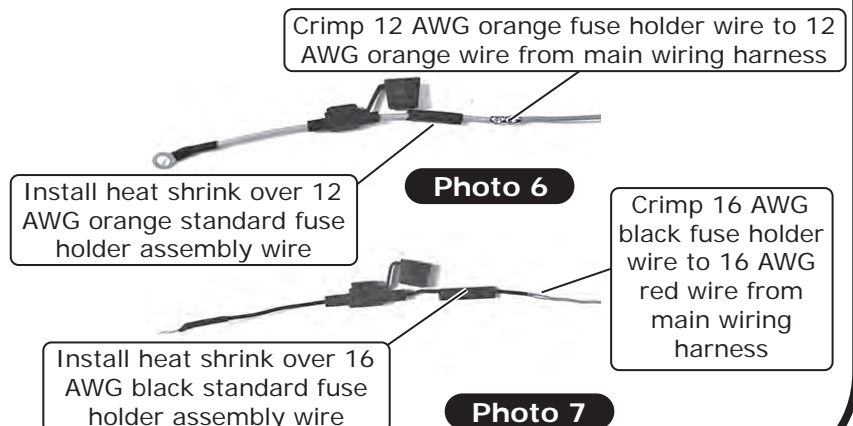 Crimp 12 AWG orange fuse holder wire to 12
AWG orange wire from main wiring harness
Photo 6
Install heat shrink over 12
AWG orange standard fuse
holder assembly wire
Crimp 16 AWG
black fuse holder
wire to 16 AWG
red wire from
main wiring
harness
Install heat shrink over 16
AWG black standard fuse
holder assembly wire
Photo 7